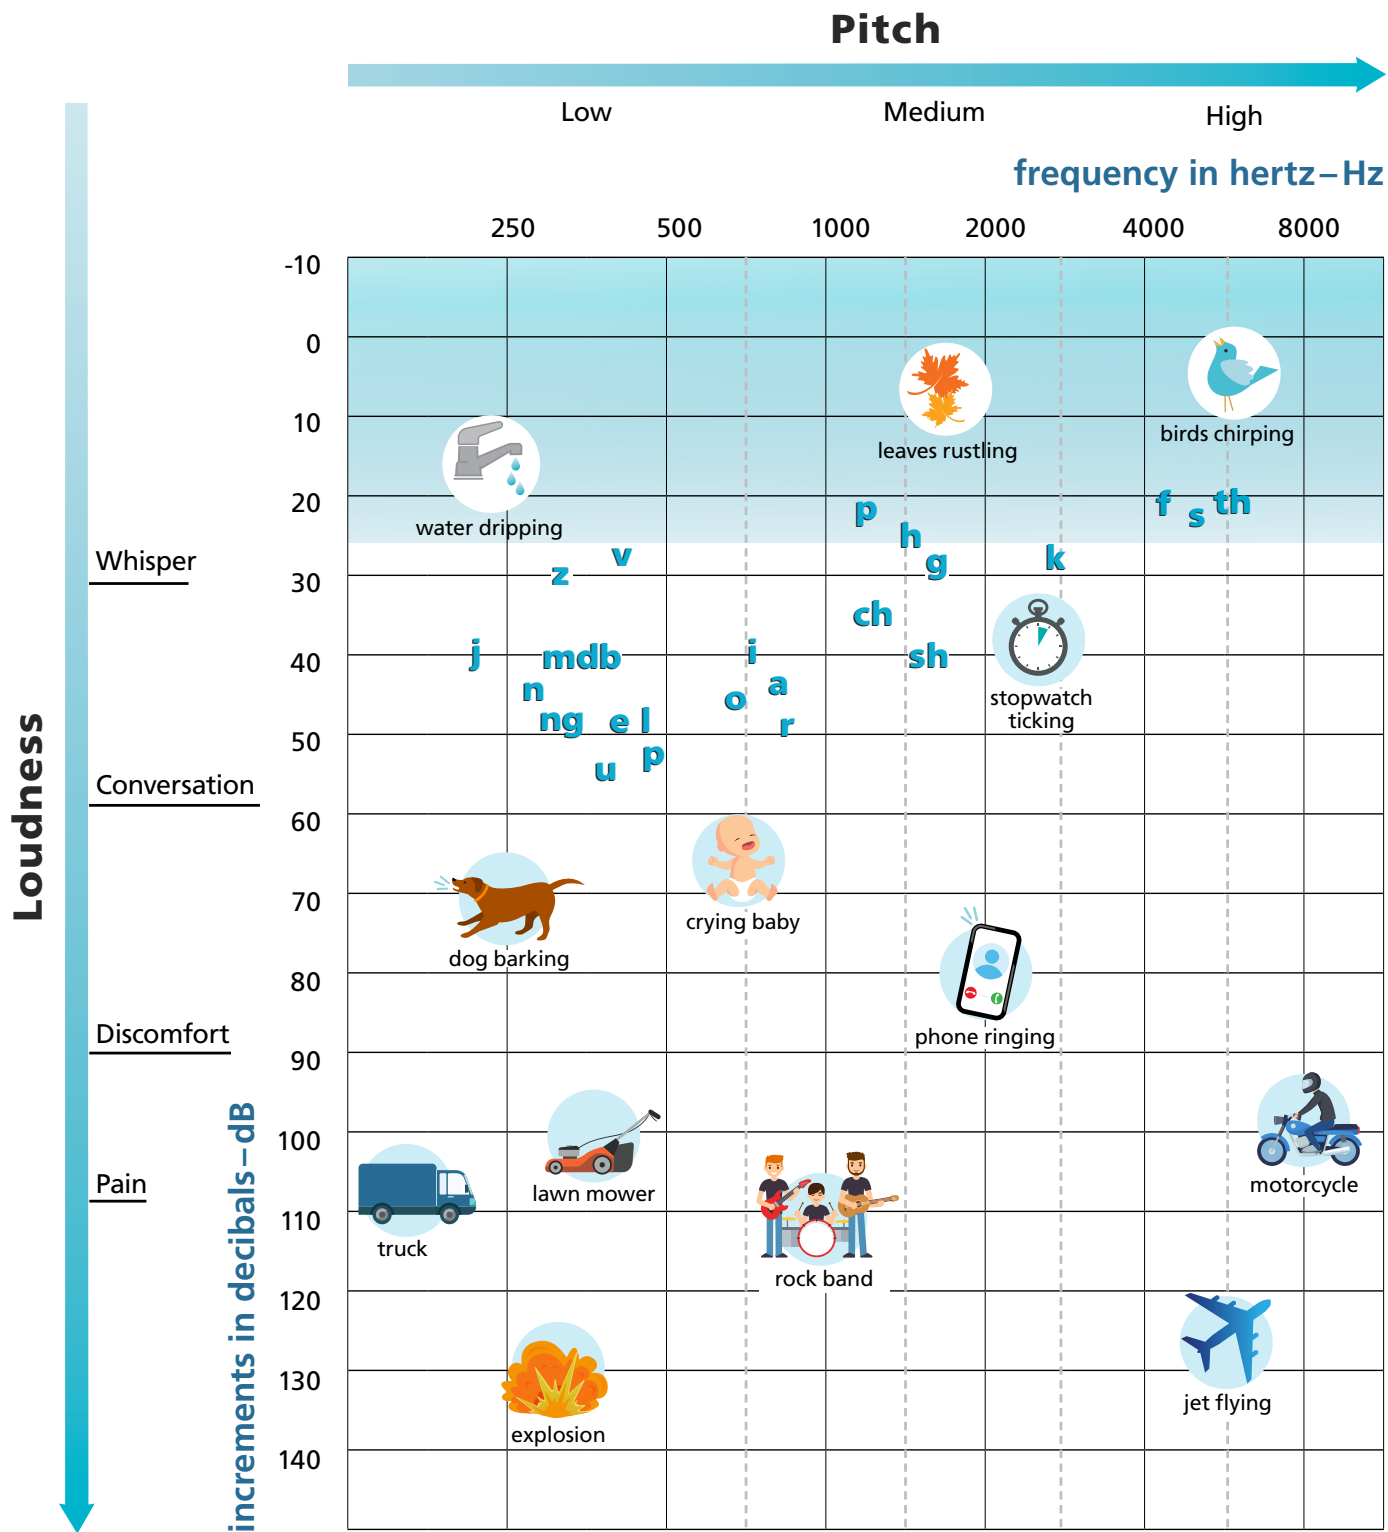 Pitch
Low Medium High
frequency in hertz–Hz
250 500 1000 2000 4000 8000
-10
0
birds chirping
10
leaves rustling
20
f s th
p
water dripping
h
Whisper
v
g
k
z
30
ch
j
mdb
i
sh
40
a
n
o
stopwatch
ticking
ng
e
l
r
50
p
u
Conversation
60
70
crying baby
dog barking
80
phone ringing
Discomfort
90
100
Pain
lawn mower
motorcycle
110
truck
rock band
120
130
jet flying
explosion
140
Loudness
increments in decibals–dB